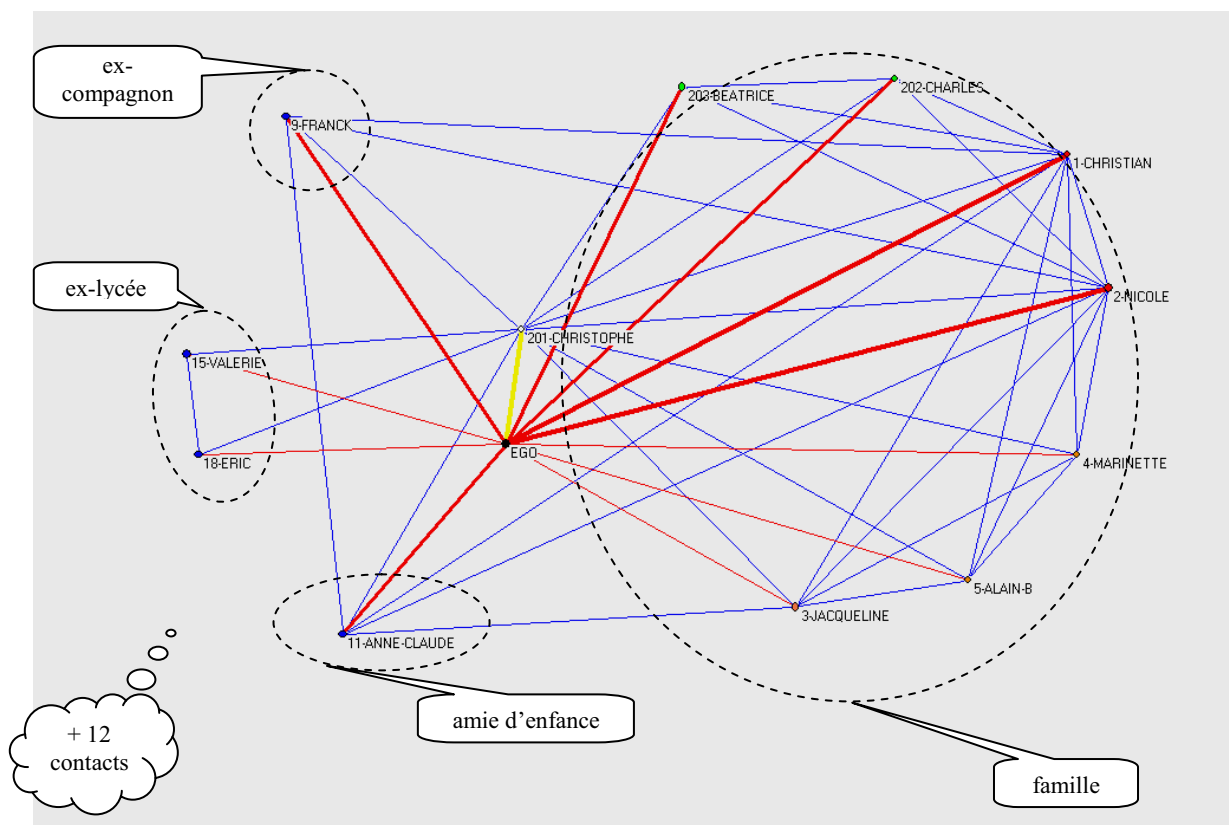 ex-
compagnon
203-BEATRICE
202-CHARLES
9-FRANCK
1-CHRISTIAN
ex-lycée
2-NICOLE
201-CHRISTOPHE
15-VALERIE
EGO
18-ERIC
4-MARINETTE
5-ALAIN-B
3-JACQUELINE
11-ANNE-CLAUDE
amie d’enfance
+ 12
contacts
famille